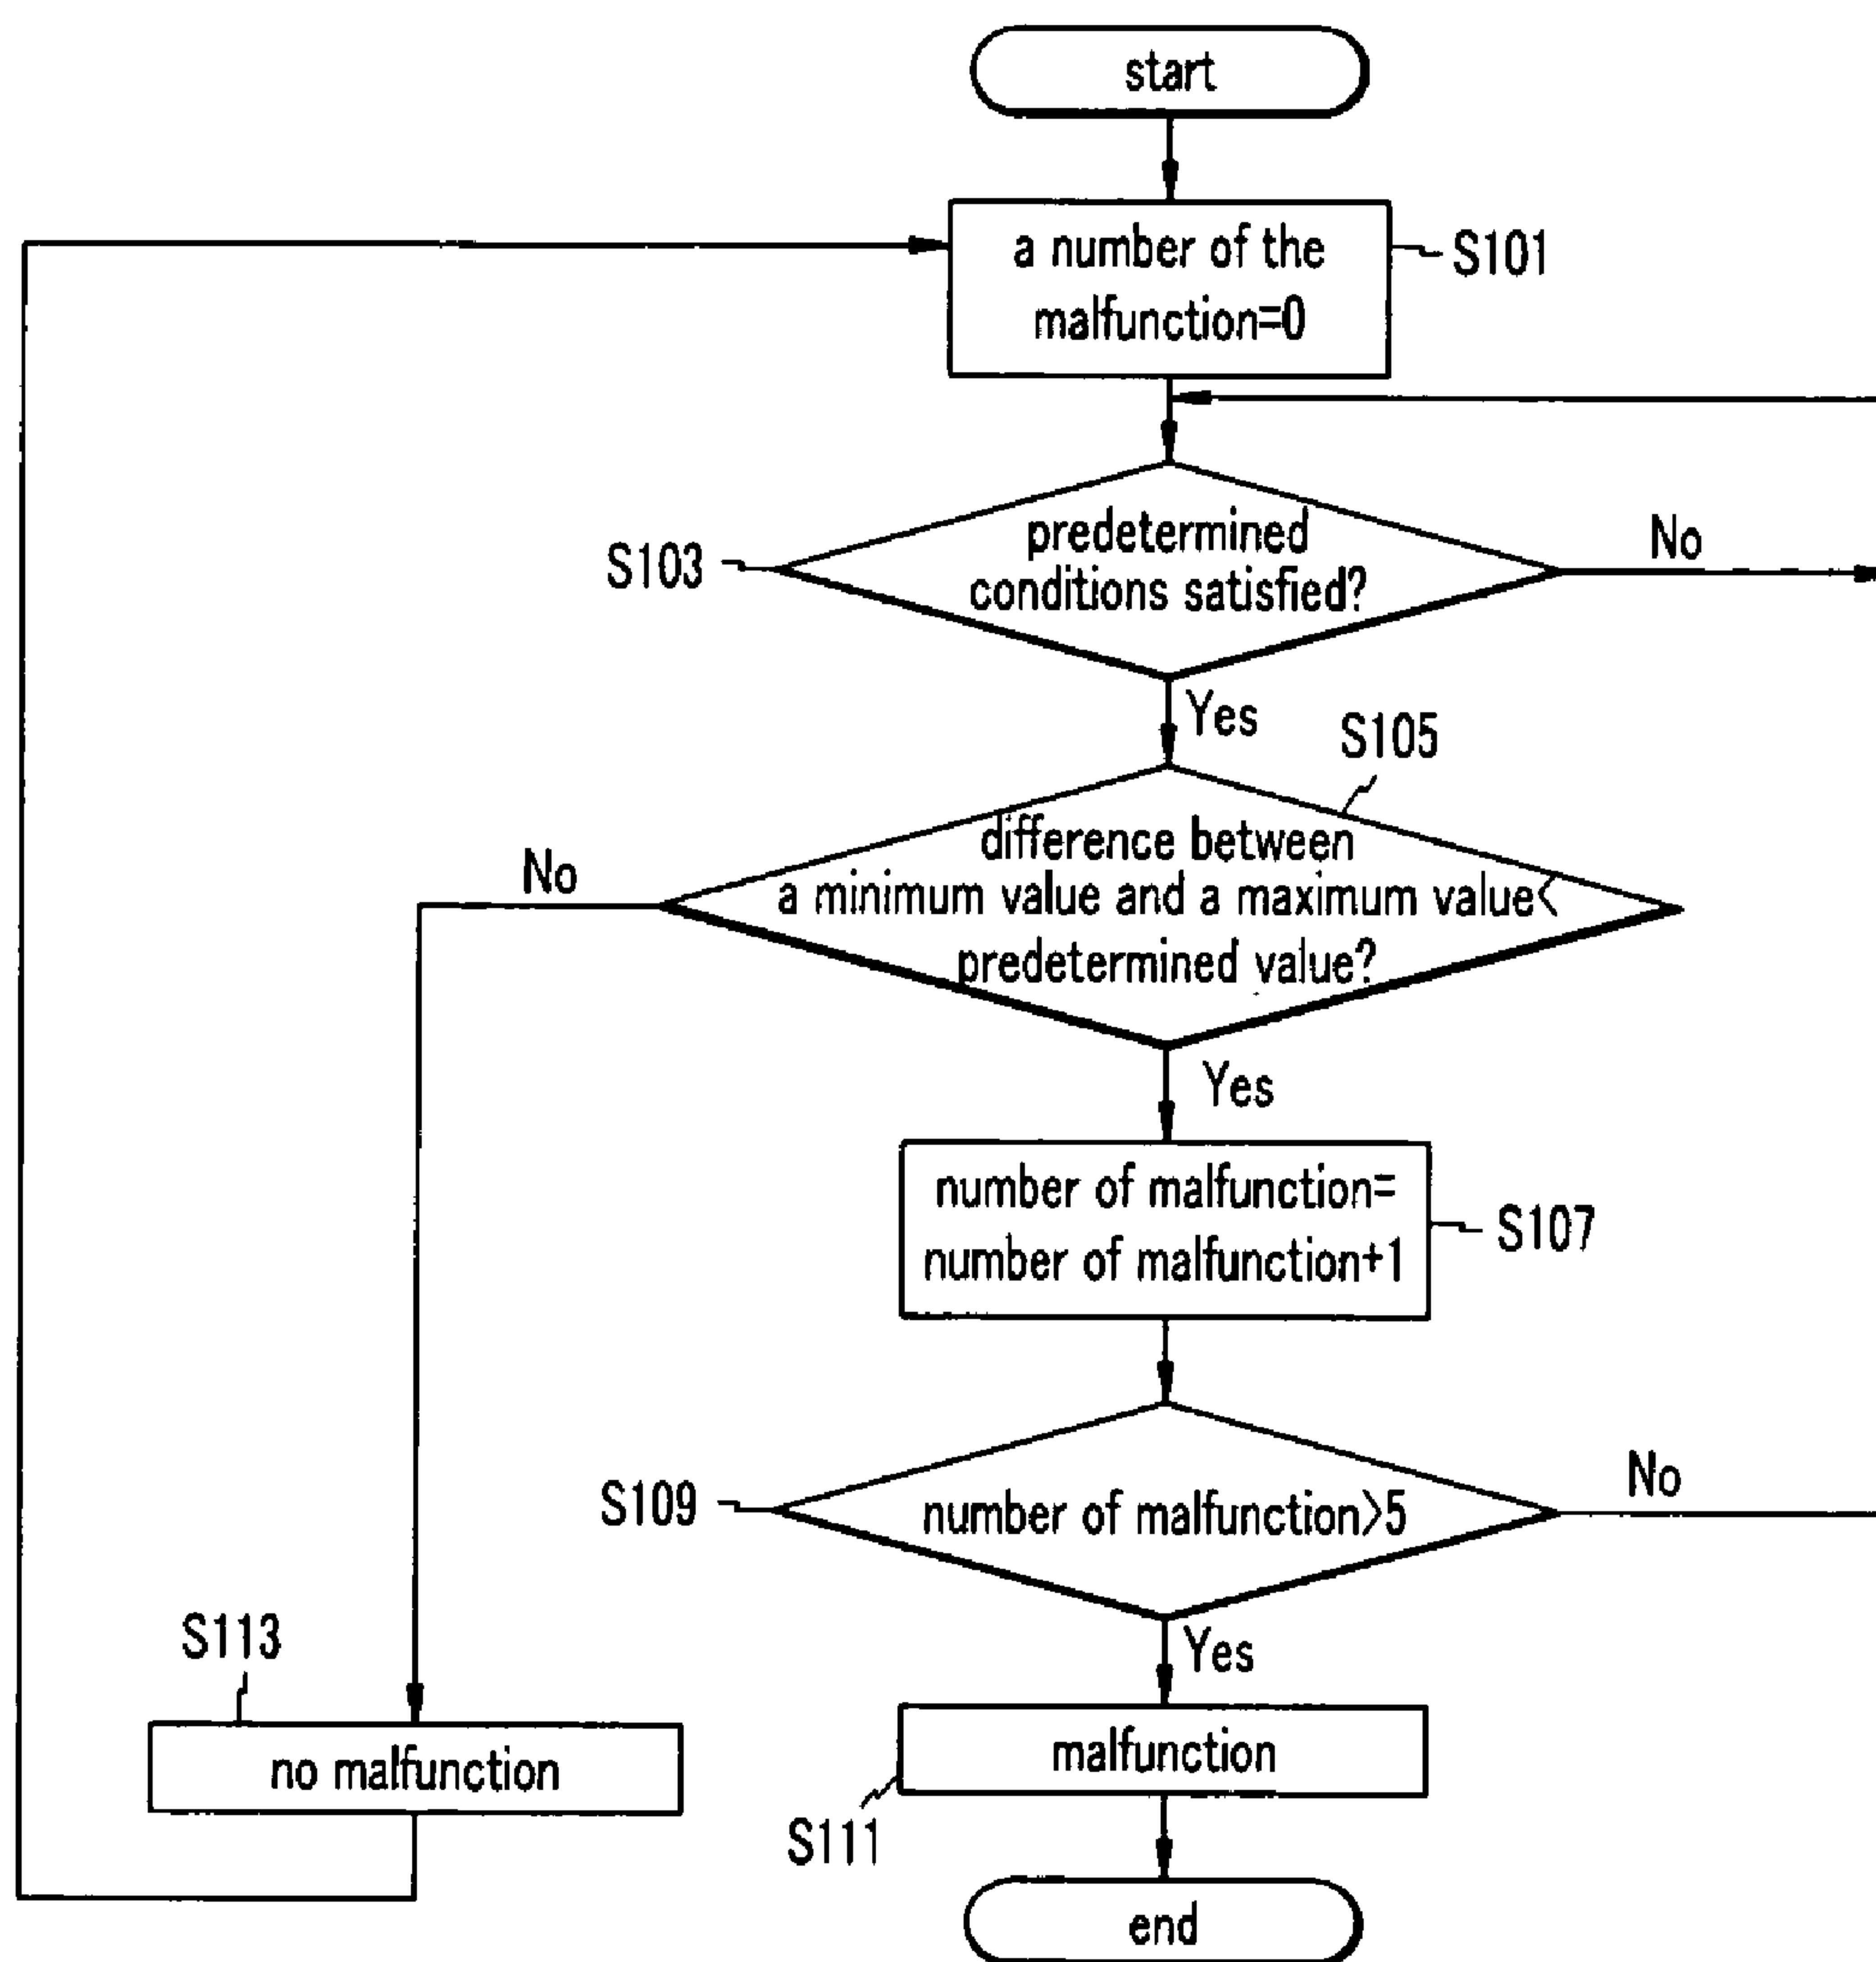 start
a number of the
malfunction=0
S101
predetermined
conditions satisfied?
S103
No
Yes
S105
difference between
a minimum value and a maximum value<
predetermined value?
No
Yes
number of malfunction=
number of malfunction+1
S107
S109
number of malfunction>5
No
Yes
S113
no malfunction
malfunction
S111
end